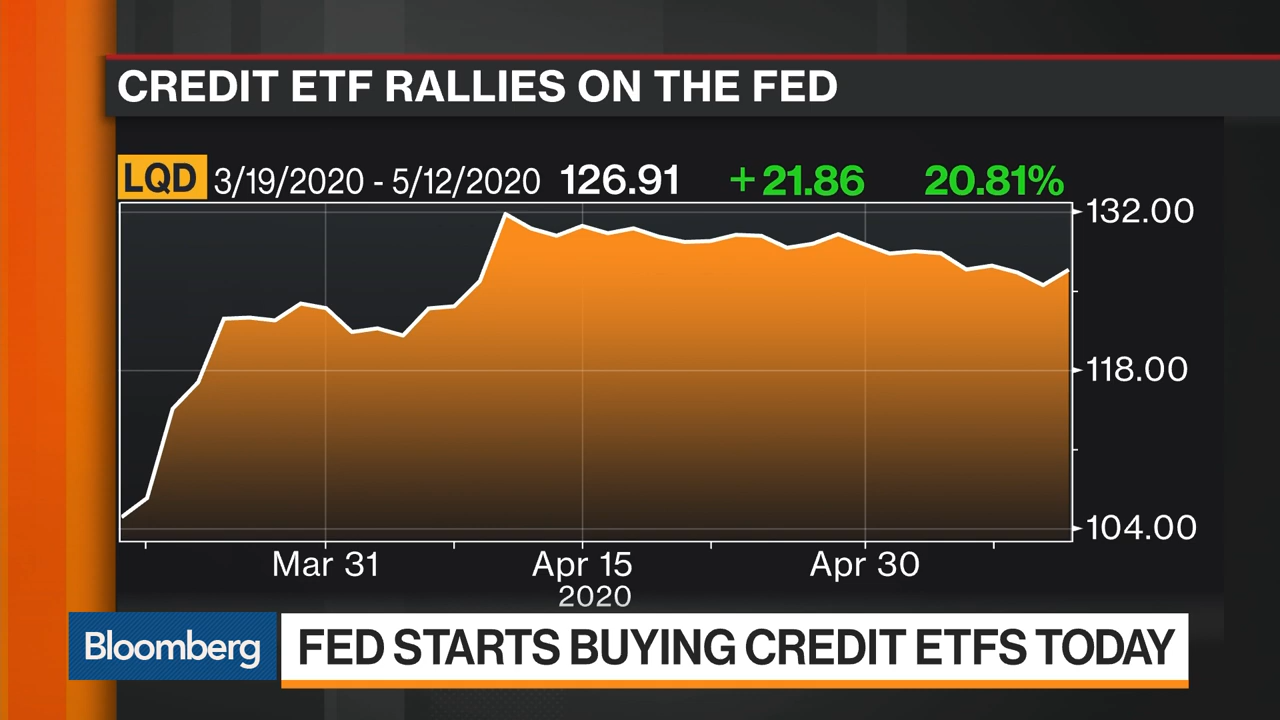 CREDIT ETF RALLIES ON THE FED
LQD 3/19/2020 - 5/12/2020 126.91 +21.86 20.81%
132.00
118.00
104.00
Mar 31 Apr 15 Apr 30
2020
Bloomberg FED STARTS BUYING CREDIT ETFS TODAY